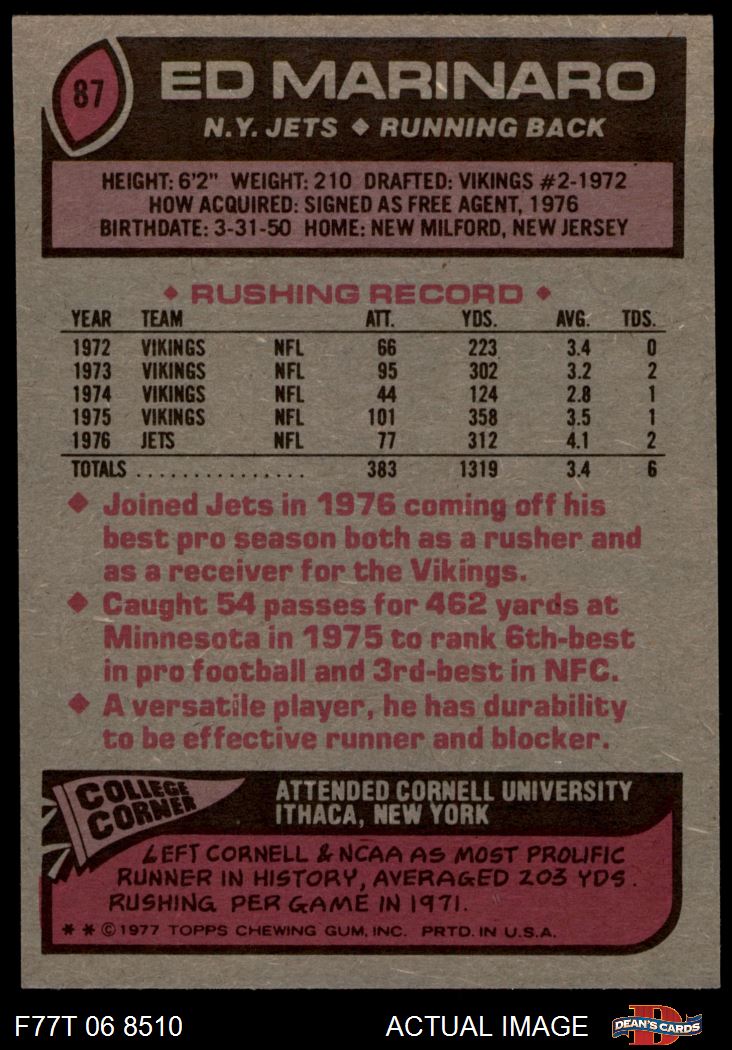 87
ED MARINARO
N.Y. JETS ◆ RUNNING BACK
HEIGHT: 6'2" WEIGHT: 210 DRAFTED: VIKINGS #2-1972
HOW ACQUIRED: SIGNED AS FREE AGENT, 1976
BIRTHDATE: 3-31-50 HOME: NEW MILFORD, NEW JERSEY
◆ RUSHING RECORD ◆
YEAR TEAM ATT. YDS. AVG. TDS.
1972 VIKINGS NFL 66 223 3.4 0
1973 VIKINGS NFL 95 302 3.2 2
1974 VIKINGS NFL 44 124 2.8 1
1975 VIKINGS NFL 101 358 3.5 1
1976 JETS NFL 77 312 4.1 2
TOTALS ............... 383 1319 3.4 6
◆ Joined Jets in 1976 coming off his
best pro season both as a rusher and
as a receiver for the Vikings.
◆ Caught 54 passes for 462 yards at
Minnesota in 1975 to rank 6th-best
in pro football and 3rd-best in NFC.
◆ A versatile player, he has durability
to be effective runner and blocker.
COLLEGE
CORNER
ATTENDED CORNELL UNIVERSITY
ITHACA, NEW YORK
LEFT CORNELL & NCAA AS MOST PROLIFIC
RUNNER IN HISTORY, AVERAGED 203 YDS.
RUSHING PER GAME IN 1971.
* * © 1977 TOPPS CHEWING GUM, INC. PRTD. IN U.S.A.
F77T 06 8510 ACTUAL IMAGE
D
DEAN'S CARDS